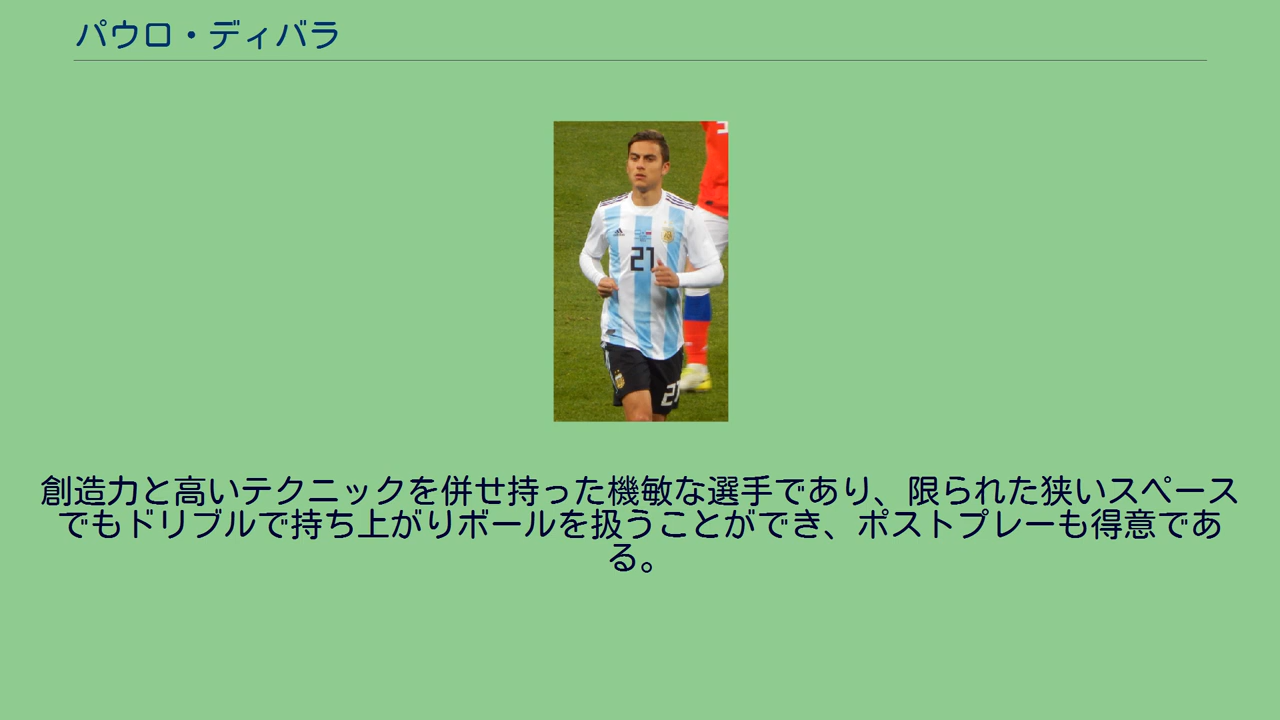 パウロ・ディバラ
21
21
創造力と高いテクニックを併せ持った機敏な選手であり、限られた狭いスペース
でもドリブルで持ち上がりボールを扱うことができ、ポストプレーも得意であ
る。